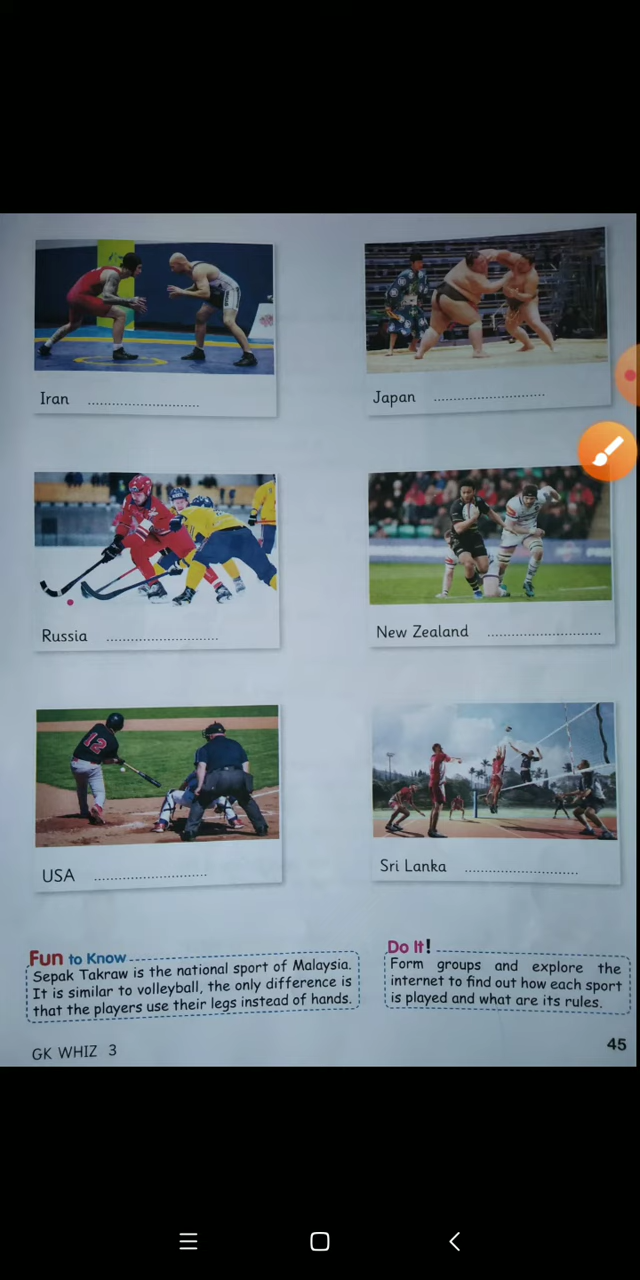 Iran ..............................
Japan ..............................
Russia ..............................
New Zealand ..............................
12
USA ..............................
Sri Lanka ..............................
Fun to Know
Sepak Takraw is the national sport of Malaysia.
It is similar to volleyball, the only difference is
that the players use their legs instead of hands.
Do It!
Form groups and explore the
internet to find out how each sport
is played and what are its rules.
GK WHIZ 3
45